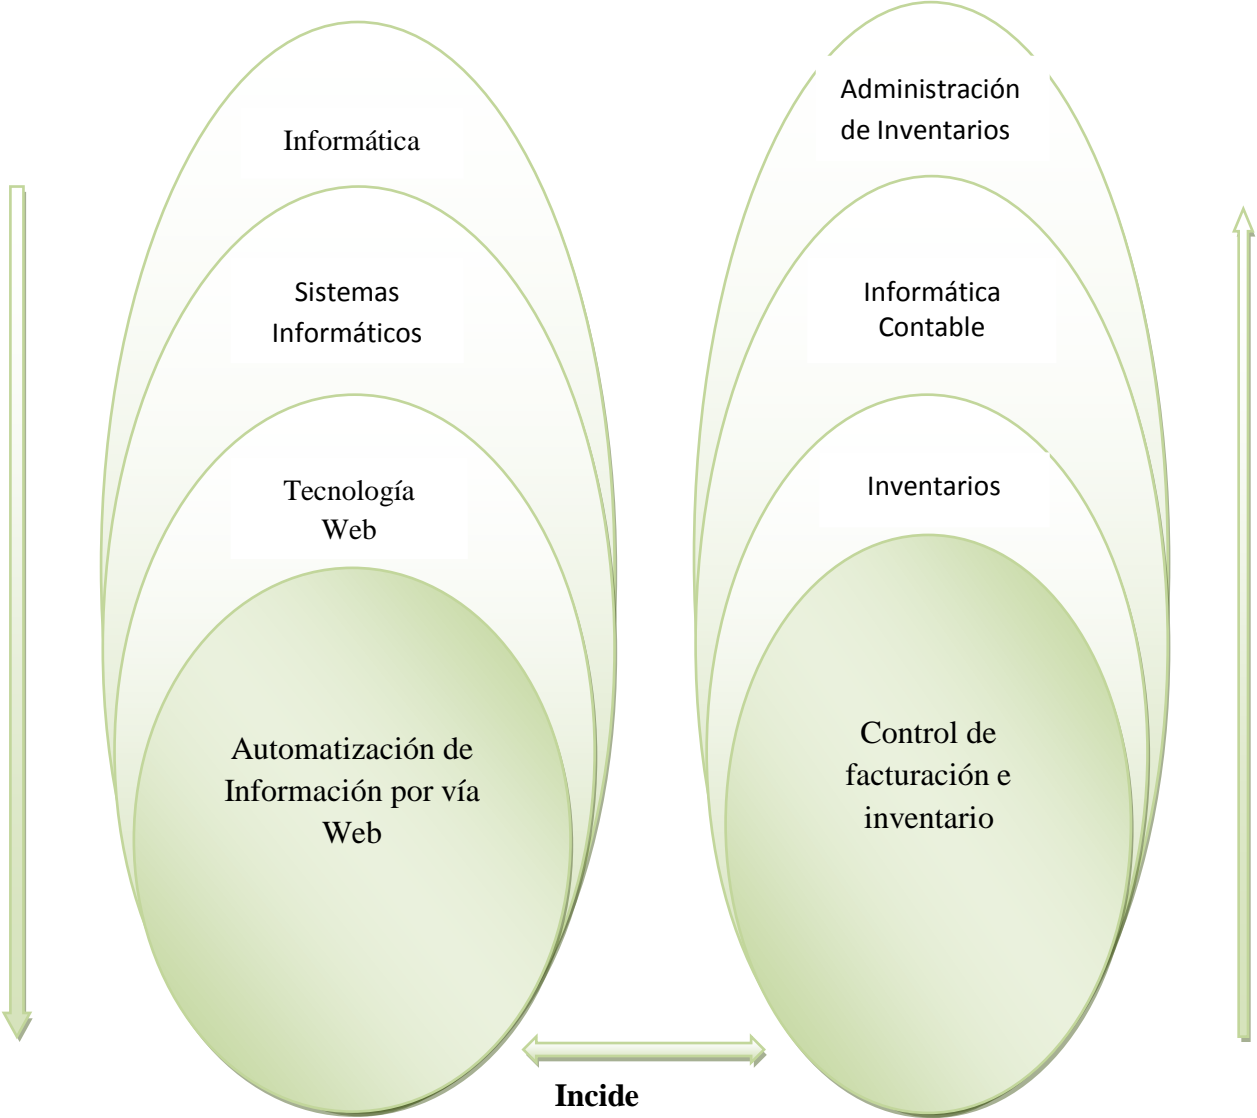 Informática
Sistemas
Informáticos
Tecnología
Web
Automatización de
Información por vía
Web
Administración
de Inventarios
Informática
Contable
Inventarios
Control de
facturación e
inventario
Incide